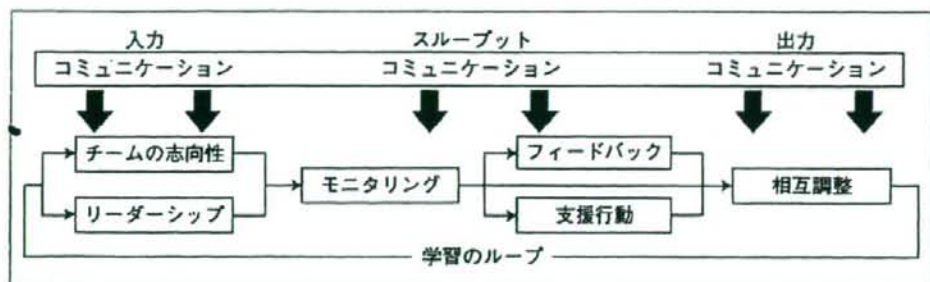 入力 スループット 出力
コミュニケーション コミュニケーション コミュニケーション
チームの志向性 フィードバック
モニタリング 相互調整
リーダーシップ 支援行動
学習のループ